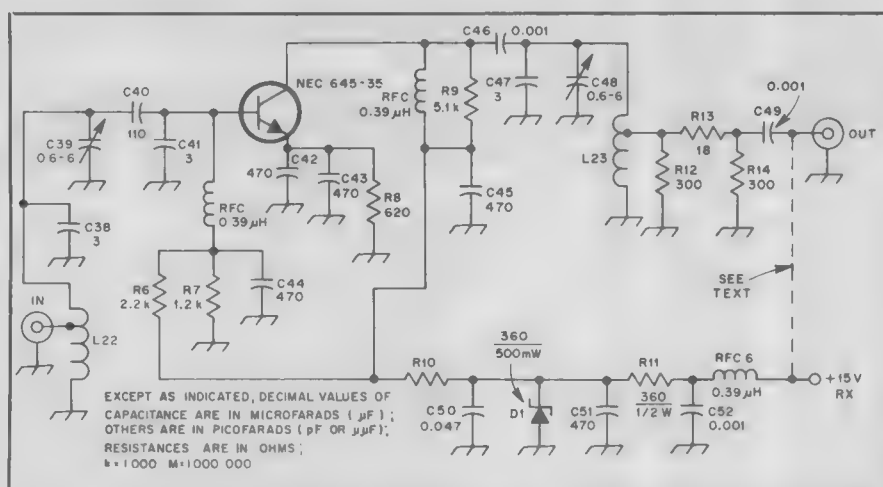 C46
0.001
NEC 645-35
C40
110
C39
0.6-6
C41
3
RFC
0.39 µH
R9
5.1k
C47
3
C48
0.6-6
0.001
C49
R13
18
OUT
L23
R12
300
R14
300
C42
470
C43
470
R8
620
C45
470
C38
3
RFC
0.39 µH
R6
2.2k
R7
1.2k
C44
470
SEE
TEXT
IN
L22
360
500mW
R10
R11
360
1/2 W
RFC 6
0.39 µH
+15V
RX
C50
0.047
D1
C51
470
C52
0.001
EXCEPT AS INDICATED, DECIMAL VALUES OF
CAPACITANCE ARE IN MICROFARADS ( µF ) ;
OTHERS ARE IN PICOFARADS ( pF OR µµF ) ;
RESISTANCES ARE IN OHMS ;
k = 1000 M = 1000 000